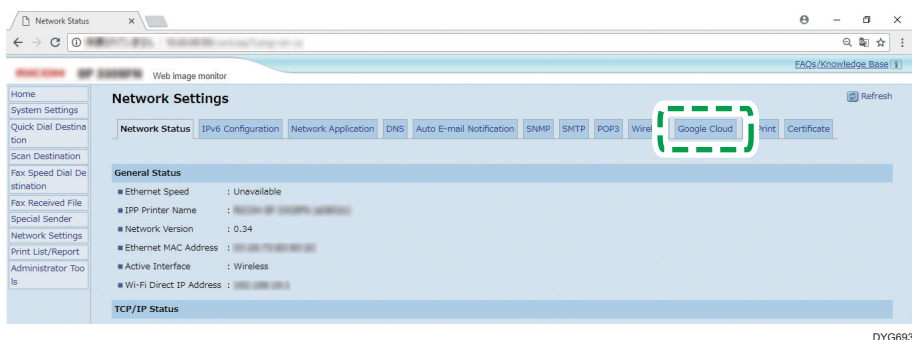 Network Status
Web image monitor
FAQs/Knowledge Base
Home
Network Settings
Refresh
System Settings
Quick Dial Destina
tion
Network Status IPv6 Configuration Network Application DNS Auto E-mail Notification SNMP SMTP POP3 Google Cloud Print Certificate
Scan Destination
Fax Speed Dial De
stination
General Status
Ethernet Speed : Unavailable
Fax Received File
IPP Printer Name :
Special Sender
Network Version : 0.34
Network Settings
Ethernet MAC Address :
Print List/Report
Active Interface : Wireless
Administrator Too
ls
Wi-Fi Direct IP Address :
TCP/IP Status
DYG693